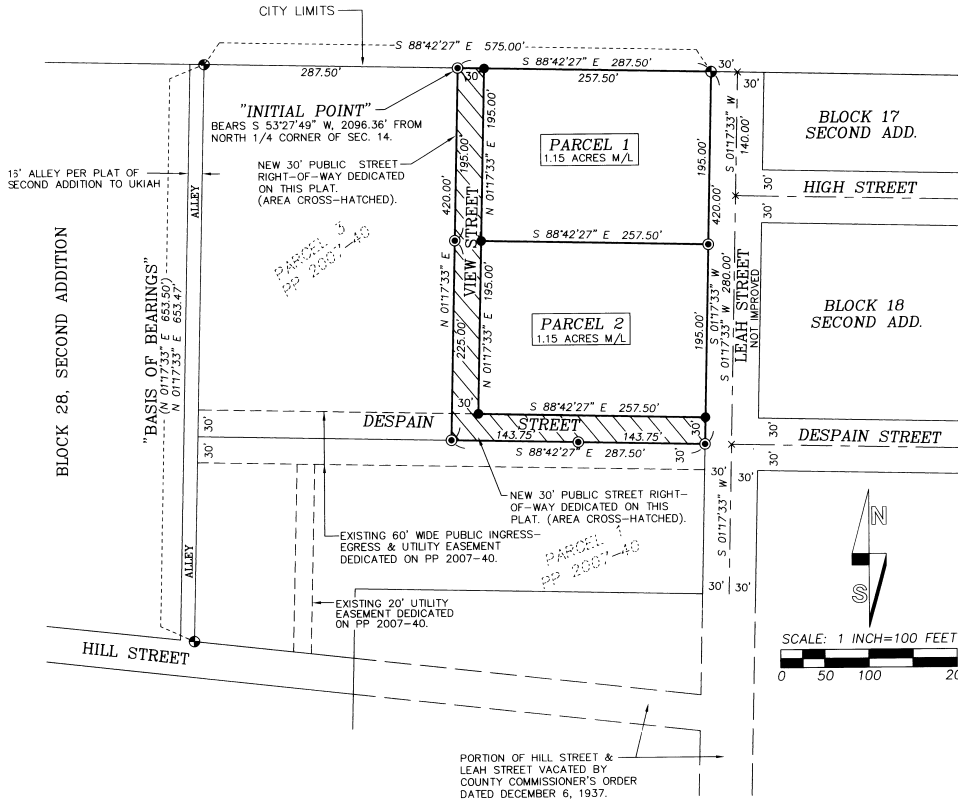 CITY LIMITS
S 88°42'27" E  575.00'
287.50'
S 88°42'27" E  287.50'
257.50'
30'
30'
30'
"INITIAL POINT"
BEARS S 53°27'49" W, 2096.36' FROM
NORTH 1/4 CORNER OF SEC. 14.
NEW 30' PUBLIC STREET
RIGHT-OF-WAY DEDICATED
ON THIS PLAT.
(AREA CROSS-HATCHED).
15' ALLEY PER PLAT OF
SECOND ADDITION TO UKIAH
ALLEY
ALLEY
BLOCK 28, SECOND ADDITION
"BASIS OF BEARINGS"
(N 01°17'33" E  653.50')
N 01°17'33" E  653.47'
PARCEL 3
PP 2007-40
420.00'
N 01°17'33" E
195.00'
225.00'
VIEW STREET
N 01°17'33" E  195.00'
N 01°17'33" E  195.00'
PARCEL 1
1.15 ACRES M/L
S 88°42'27" E  257.50'
PARCEL 2
1.15 ACRES M/L
S 88°42'27" E  257.50'
195.00'
195.00'
420.00'
S 01°17'33" W
S 01°17'33" W
140.00'
S 01°17'33" W  280.00'
LEAH STREET
NOT IMPROVED
BLOCK 17
SECOND ADD.
30'
HIGH STREET
30'
BLOCK 18
SECOND ADD.
30'
DESPAIN STREET
30'
30'
DESPAIN
STREET
30'
30'
30'
143.75'
143.75'
S 88°42'27" E  287.50'
30'
30'
30'
S 01°17'33" W
30'
30'
NEW 30' PUBLIC STREET RIGHT-
OF-WAY DEDICATED ON THIS
PLAT. (AREA CROSS-HATCHED).
EXISTING 60' WIDE PUBLIC INGRESS-
EGRESS & UTILITY EASEMENT
DEDICATED ON PP 2007-40.
PARCEL 1
PP 2007-40
EXISTING 20' UTILITY
EASEMENT DEDICATED
ON PP 2007-40.
HILL STREET
N
S
SCALE: 1 INCH=100 FEET
0 50 100 20
PORTION OF HILL STREET &
LEAH STREET VACATED BY
COUNTY COMMISSIONER'S ORDER
DATED DECEMBER 6, 1937.